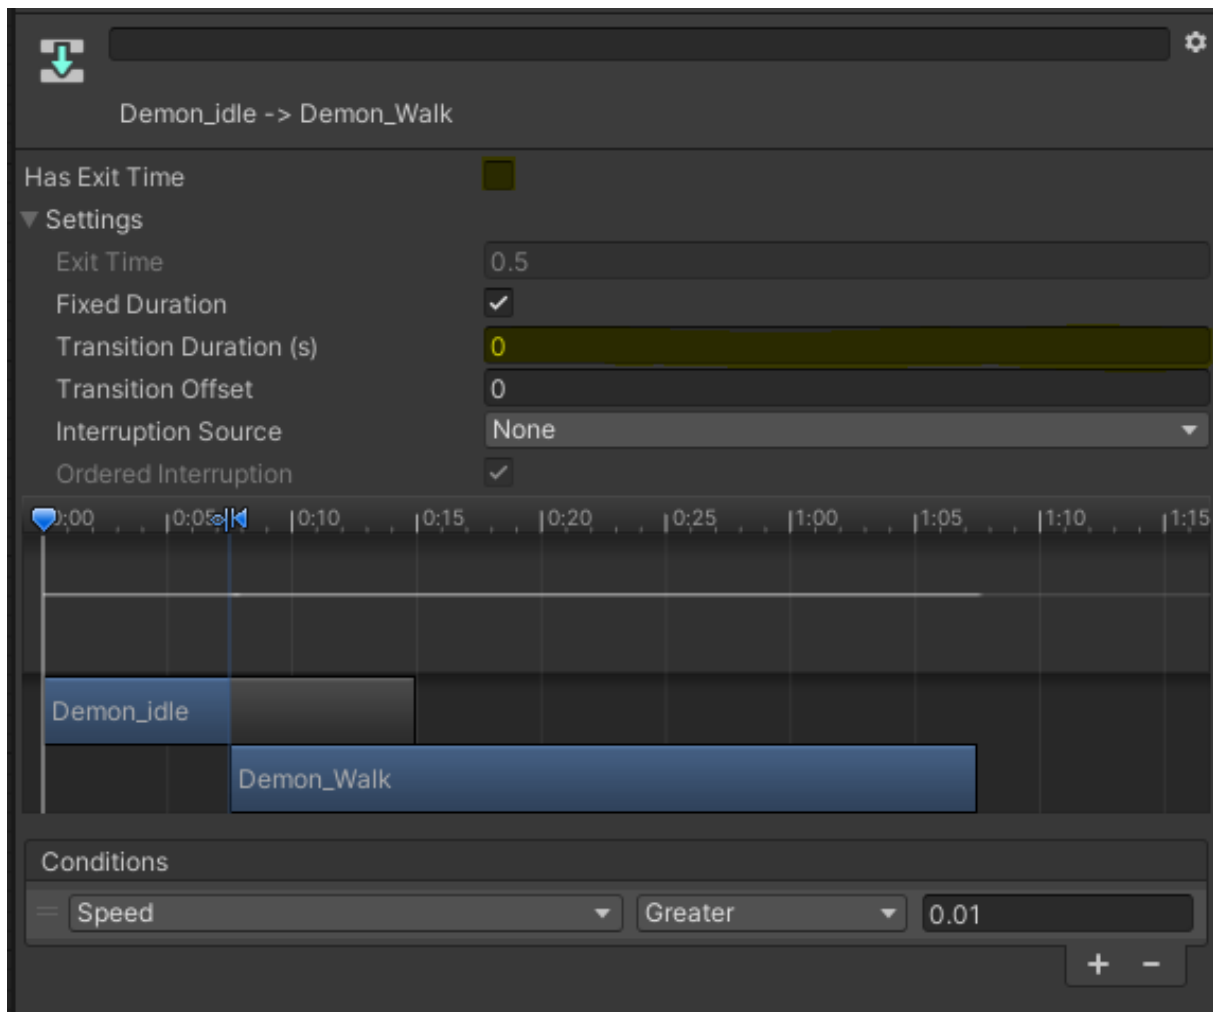 Demon_idle -> Demon_Walk
Has Exit Time
Settings
Exit Time 0.5
Fixed Duration
Transition Duration (s) 0
Transition Offset 0
Interruption Source None
Ordered Interruption
0:05 0:10 0:15 0:20 0:25 1:00 1:05 1:10 1:15
Demon_idle
Demon_Walk
Conditions
Speed Greater 0.01
+ -